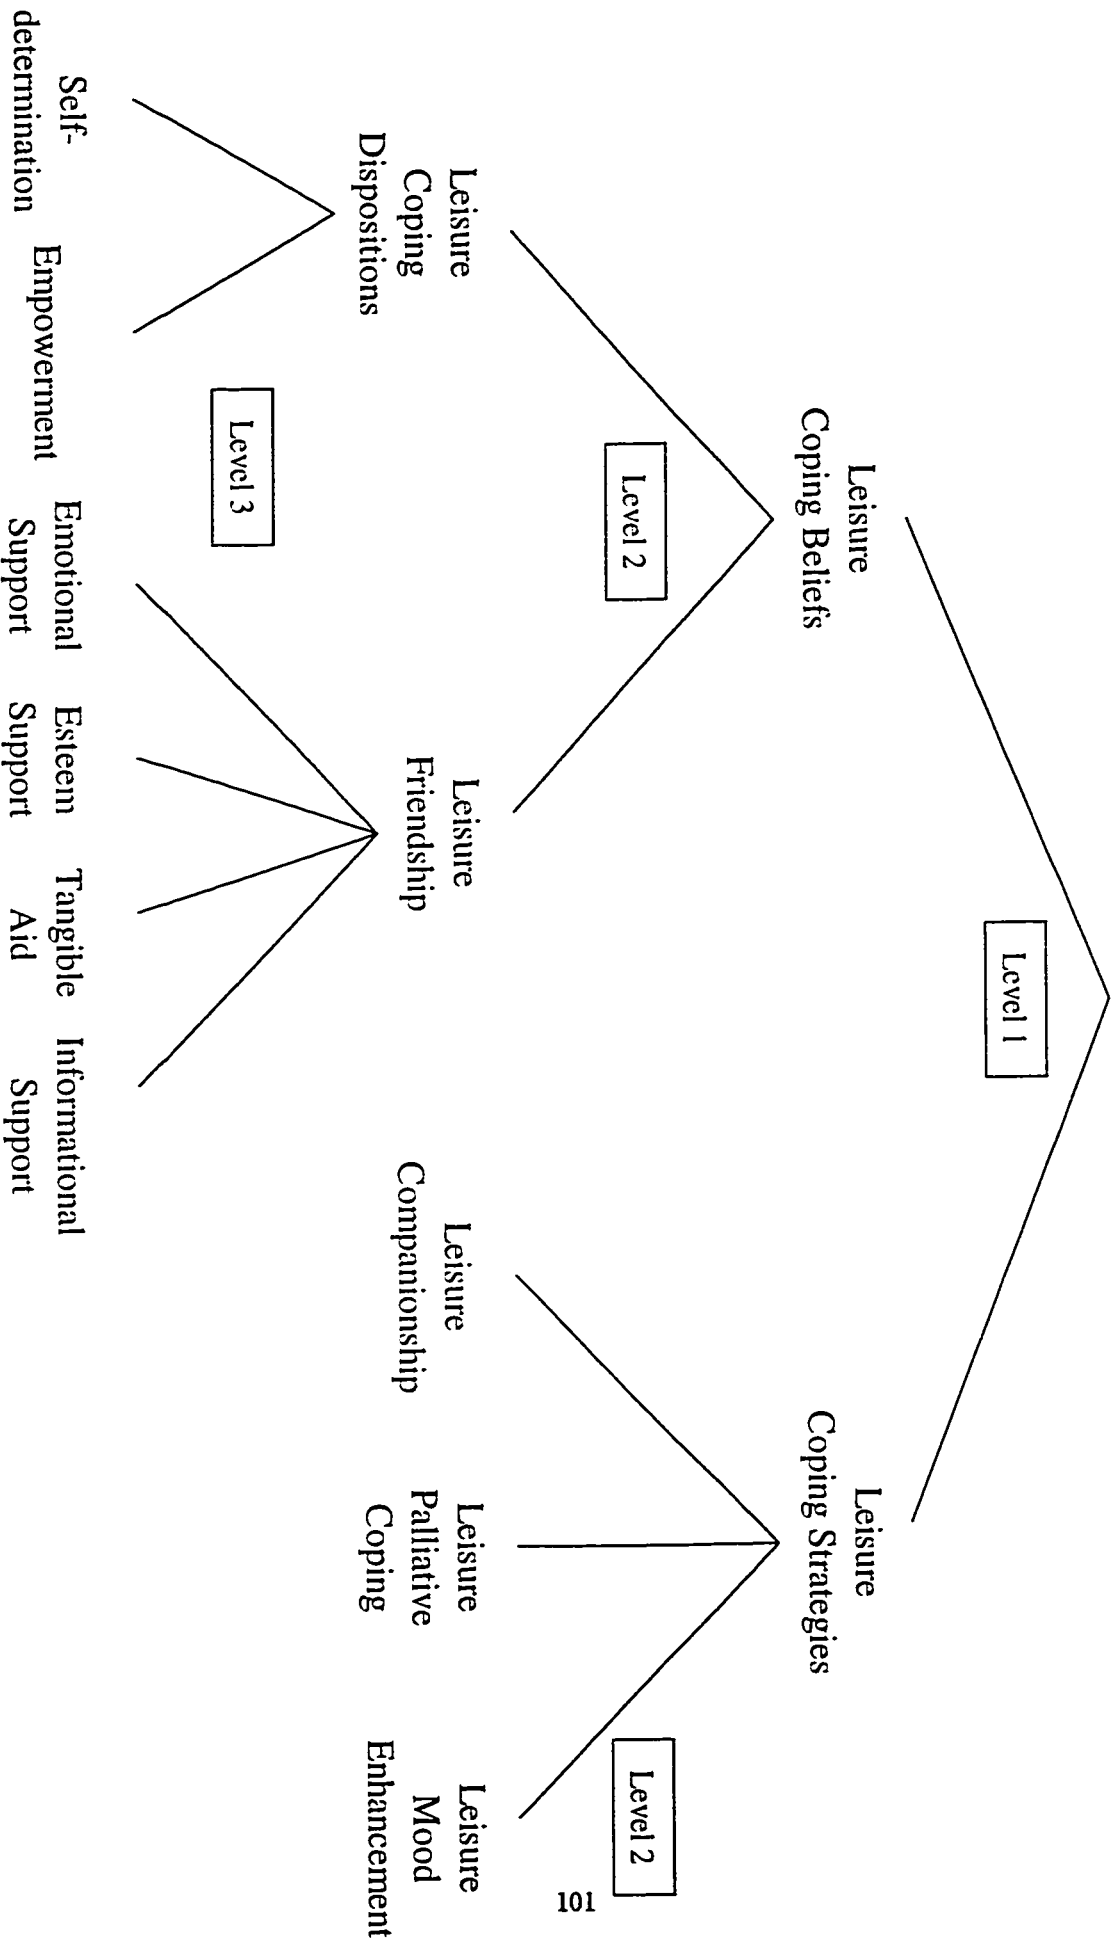 Level 1
Leisure
Coping Beliefs
Leisure
Coping Strategies
Level 2
Level 2
Leisure
Coping
Dispositions
Leisure
Friendship
Leisure
Companionship
Leisure
Palliative
Coping
Leisure
Mood
Enhancement
Level 3
Self-
determination
Empowerment
Emotional
Support
Esteem
Support
Tangible
Aid
Informational
Support
101